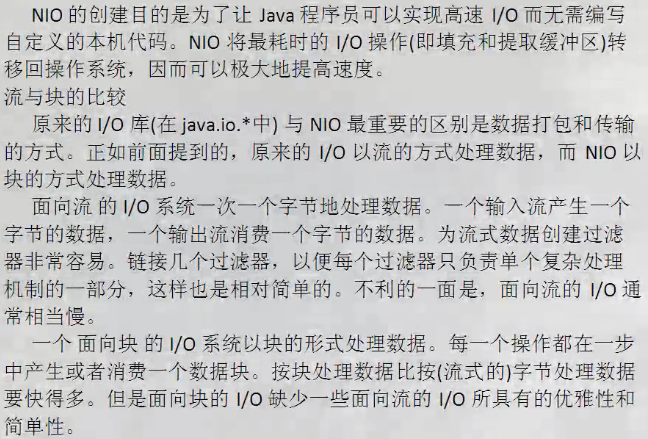 NIO 的创建目的是为了让 Java 程序员可以实现高速 I/O 而无需编写
自定义的本机代码。NIO 将最耗时的 I/O 操作(即填充和提取缓冲区)转
移回操作系统，因而可以极大地提高速度。
流与块的比较
原来的 I/O 库(在 java.io.*中) 与 NIO 最重要的区别是数据打包和传输
的方式。正如前面提到的，原来的 I/O 以流的方式处理数据，而 NIO 以
块的方式处理数据。
面向流 的 I/O 系统一次一个字节地处理数据。一个输入流产生一个
字节的数据，一个输出流消费一个字节的数据。为流式数据创建过滤
器非常容易。链接几个过滤器，以便每个过滤器只负责单个复杂处理
机制的一部分，这样也是相对简单的。不利的一面是，面向流的 I/O 通
常相当慢。
一个 面向块 的 I/O 系统以块的形式处理数据。每一个操作都在一步
中产生或者消费一个数据块。按块处理数据比按(流式的)字节处理数据
要快得多。但是面向块的 I/O 缺少一些面向流的 I/O 所具有的优雅性和
简单性。